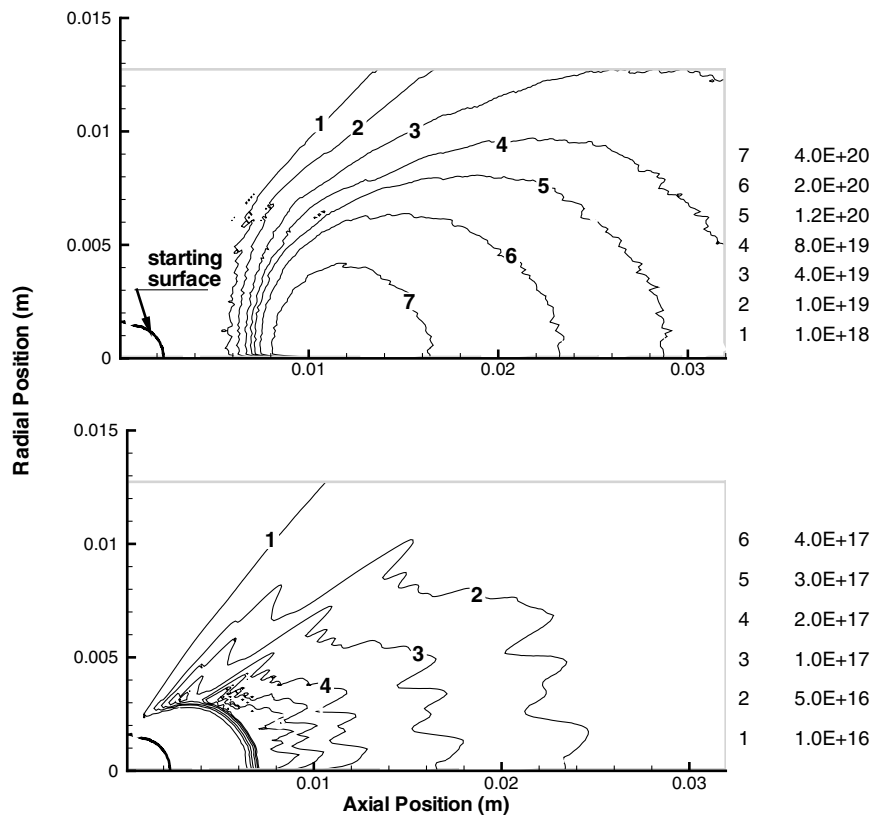 0.015
0.01
0.005
0
0.01
0.02
0.03
starting
surface
1
2
3
4
5
6
7
7 4.0E+20
6 2.0E+20
5 1.2E+20
4 8.0E+19
3 4.0E+19
2 1.0E+19
1 1.0E+18
Radial Position (m)
0.015
0.01
0.005
0
0.01
0.02
0.03
1
2
3
4
6 4.0E+17
5 3.0E+17
4 2.0E+17
3 1.0E+17
2 5.0E+16
1 1.0E+16
Axial Position (m)